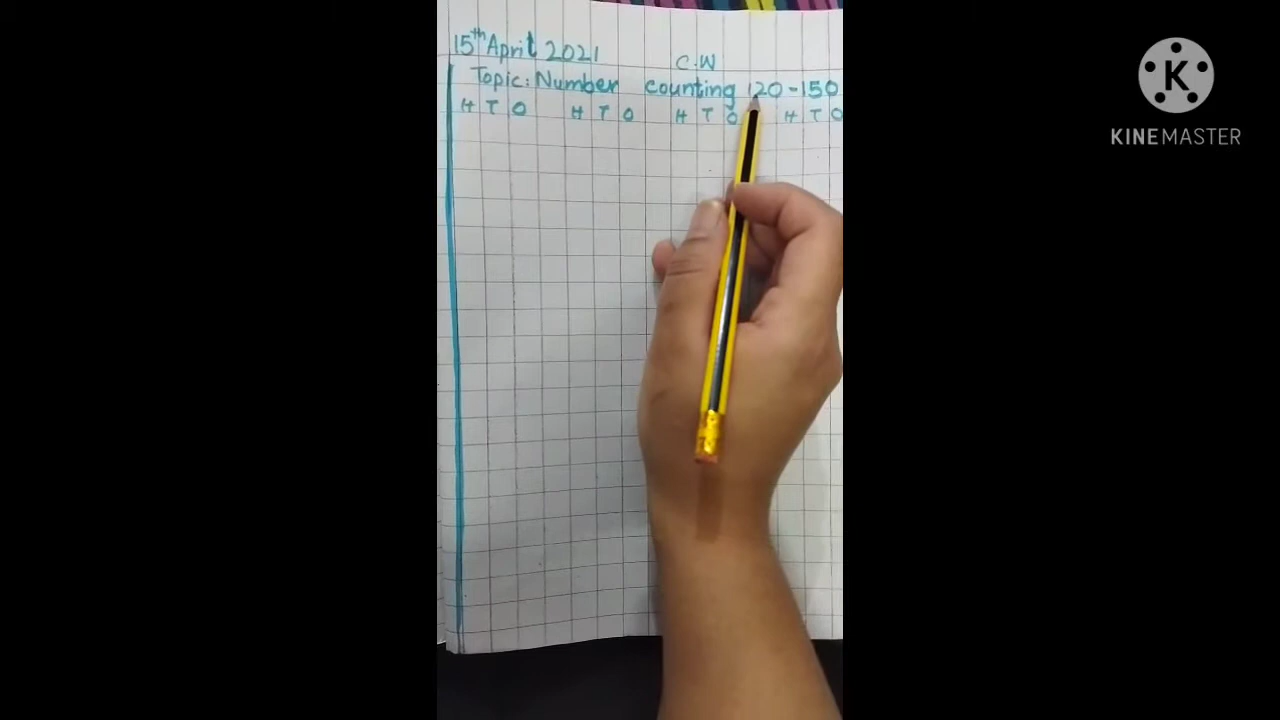 15th April 2021
C.W
Topic: Number counting 120-150
H T O H T O H T O H T O
KINEMASTER